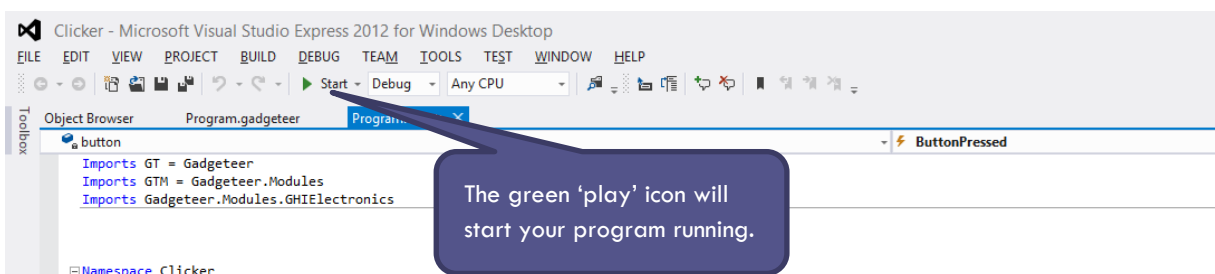 Clicker - Microsoft Visual Studio Express 2012 for Windows Desktop
FILE EDIT VIEW PROJECT BUILD DEBUG TEAM TOOLS TEST WINDOW HELP
Start Debug Any CPU
Toolbox
Object Browser Program.gadgeteer
button ButtonPressed
Imports GT = Gadgeteer
Imports GTM = Gadgeteer.Modules
Imports Gadgeteer.Modules.GHIElectronics
The green ‘play’ icon will
start your program running.
Namespace Clicker